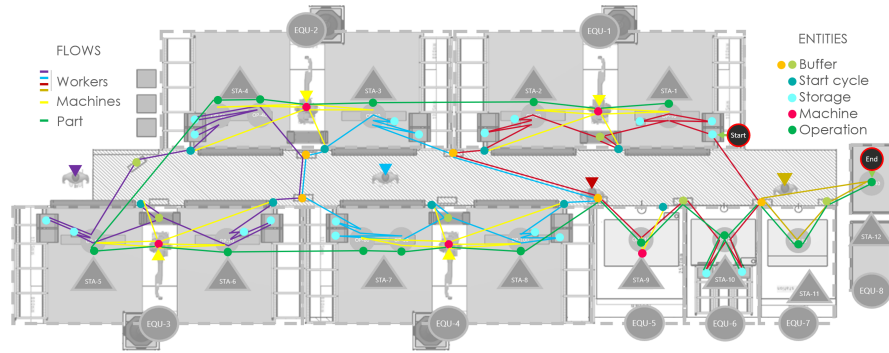 EQU-2
EQU-1
FLOWS
Workers
Machines
Part
ENTITIES
Buffer
Start cycle
Storage
Machine
Operation
STA-4
STA-3
STA-2
STA-1
Start
End
STA-12
STA-5
STA-6
STA-7
STA-8
STA-9
STA-10
STA-11
EQU-8
EQU-3
EQU-4
EQU-5
EQU-6
EQU-7